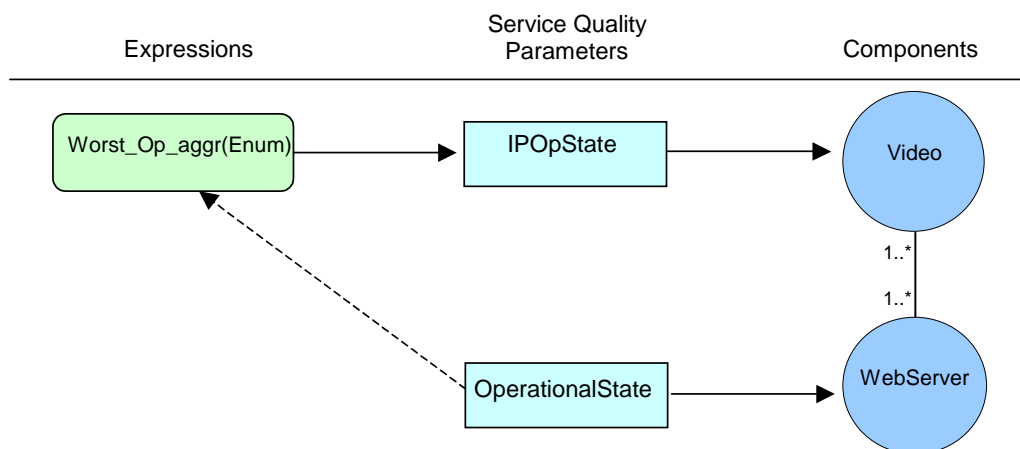 Expressions
Service Quality
Parameters
Components
Worst_Op_aggr(Enum)
IPOpState
Video
1..*
1..*
OperationalState
WebServer